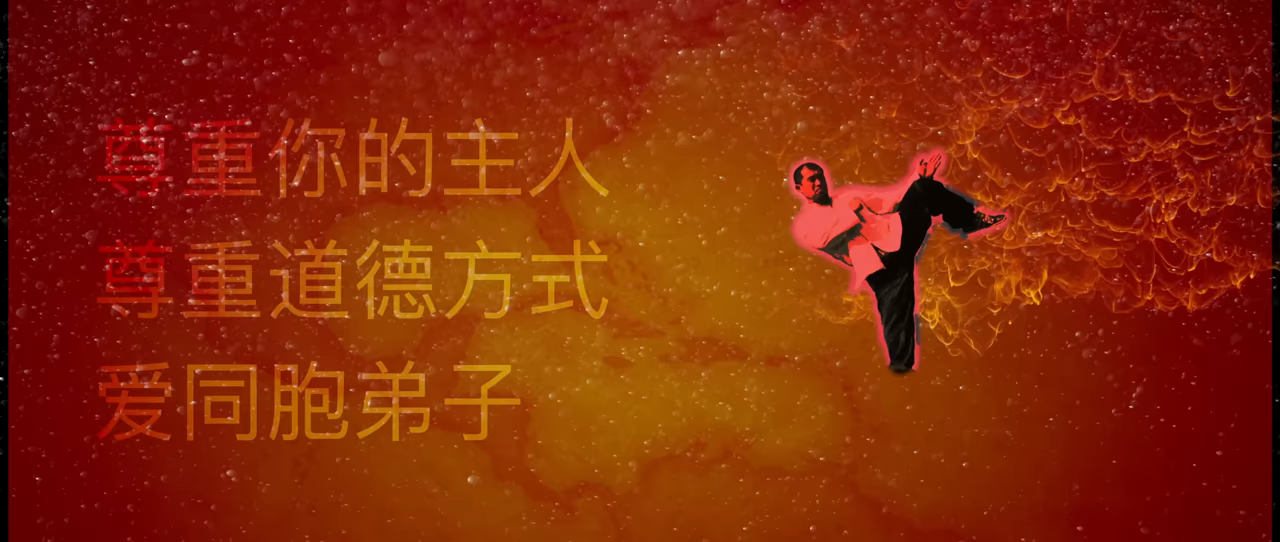 尊重你的主人
尊重道德方式
爱同胞弟子